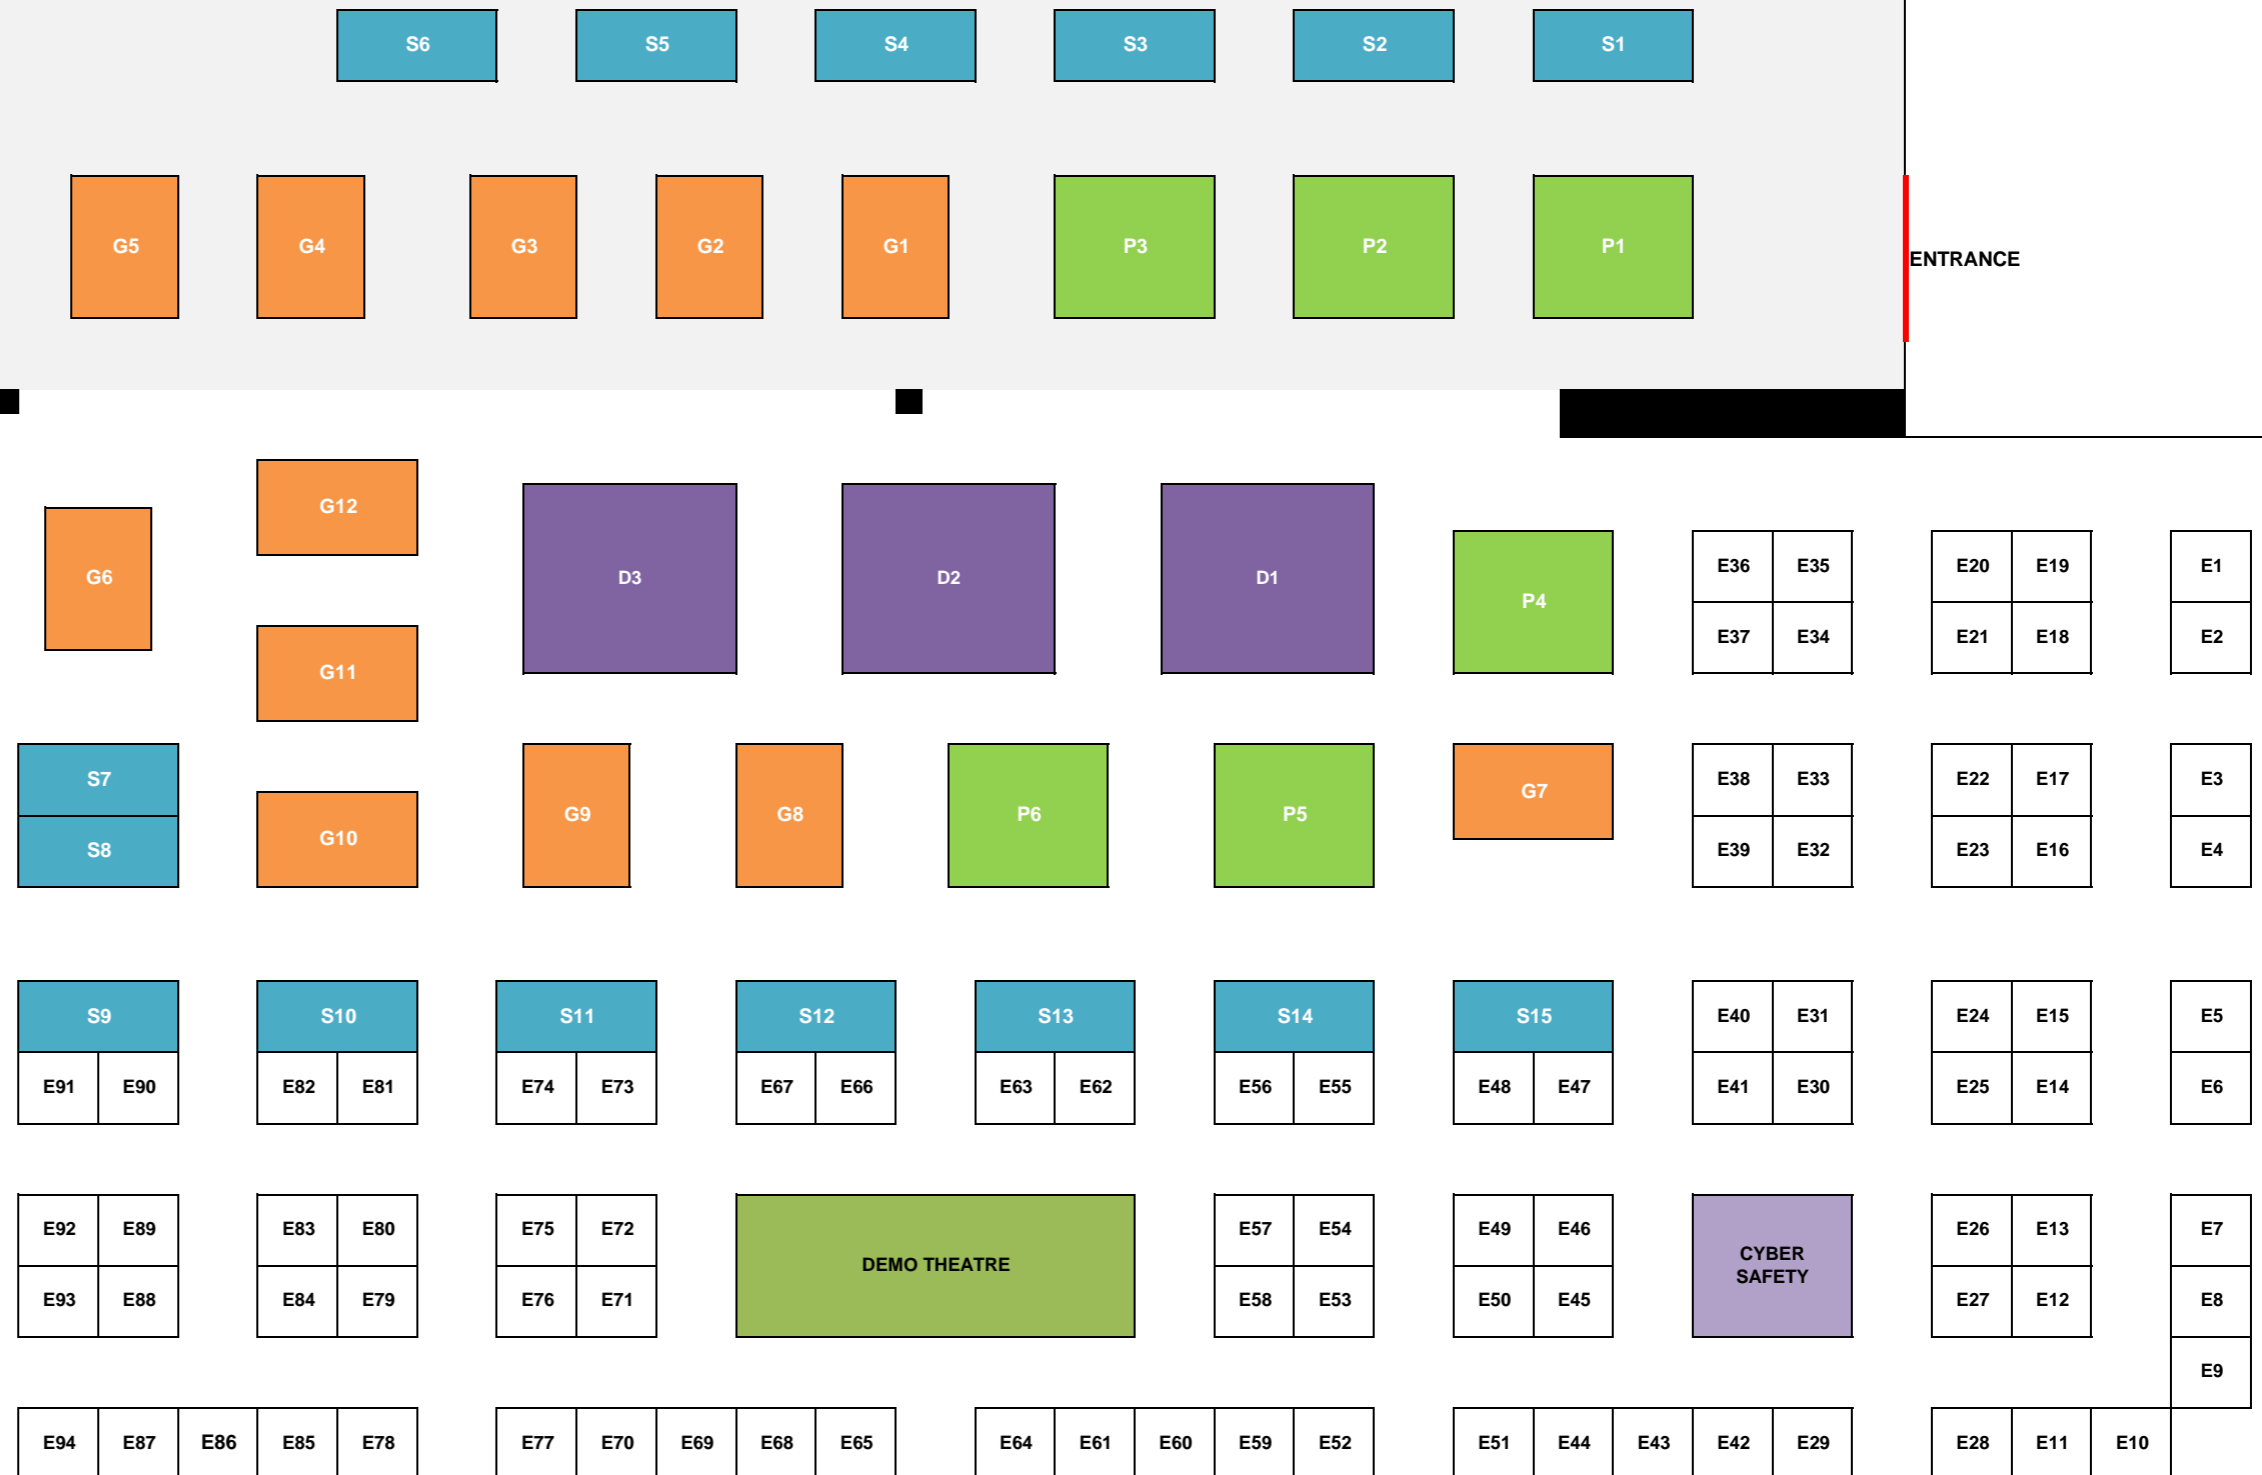 S6 S5 S4 S3 S2 S1
G5 G4 G3 G2 G1 P3 P2 P1
ENTRANCE
G12
G6 D3 D2 D1 P4 E36 E35 E20 E19 E1
E37 E34 E21 E18 E2
G11
S7 G9 G8 P6 P5 G7 E38 E33 E22 E17 E3
S8 G10 E39 E32 E23 E16 E4
S9 S10 S11 S12 S13 S14 S15 E40 E31 E24 E15 E5
E91 E90 E82 E81 E74 E73 E67 E66 E63 E62 E56 E55 E48 E47 E41 E30 E25 E14 E6
E92 E89 E83 E80 E75 E72 E57 E54 E49 E46 E26 E13 E7
DEMO THEATRE
CYBER
SAFETY
E93 E88 E84 E79 E76 E71 E58 E53 E50 E45 E27 E12 E8
E9
E94 E87 E86 E85 E78 E77 E70 E69 E68 E65 E64 E61 E60 E59 E52 E51 E44 E43 E42 E29 E28 E11 E10